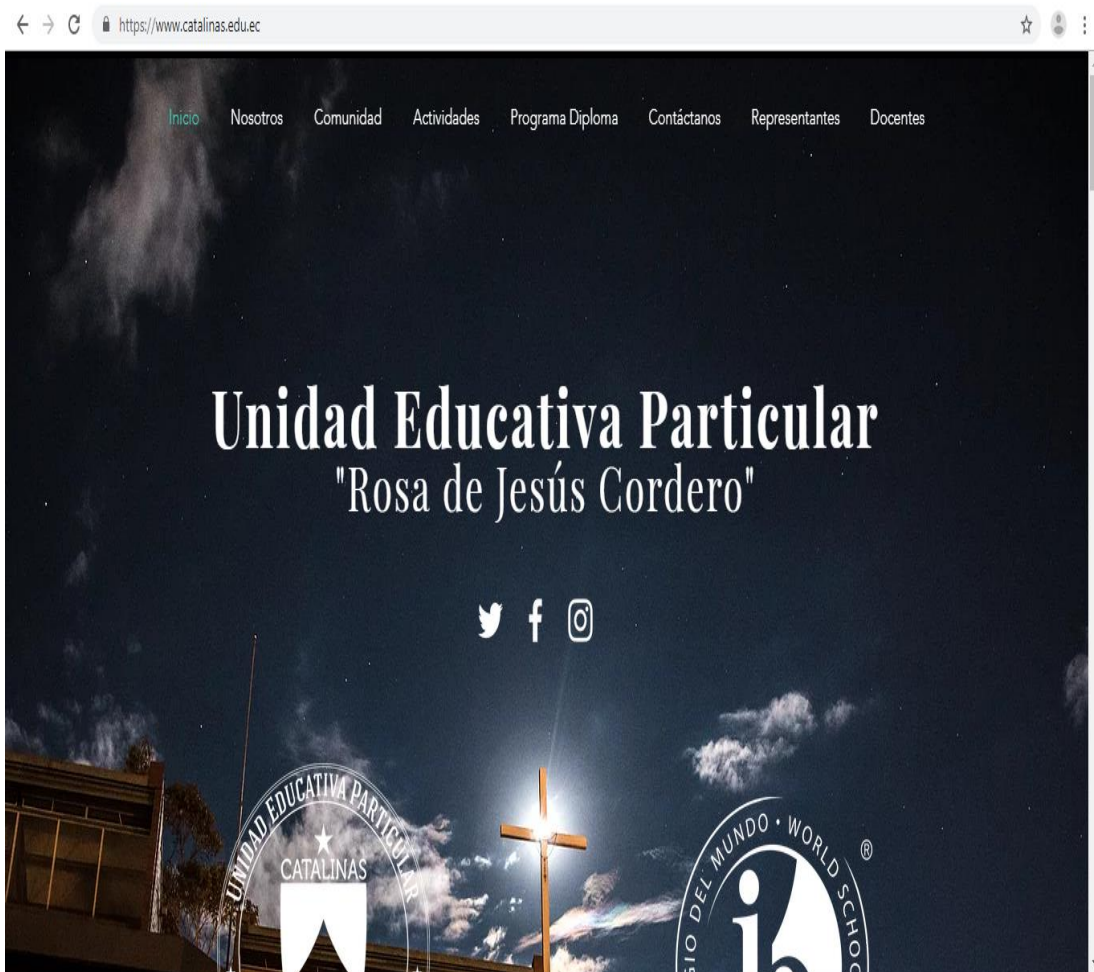 https://www.catalinas.edu.ec
Inicio Nosotros Comunidad Actividades Programa Diploma Contáctanos Representantes Docentes
Unidad Educativa Particular
"Rosa de Jesús Cordero"
UNIDAD EDUCATIVA PARTICULAR
CATALINAS
DEL MUNDO · WORLD
®
ib